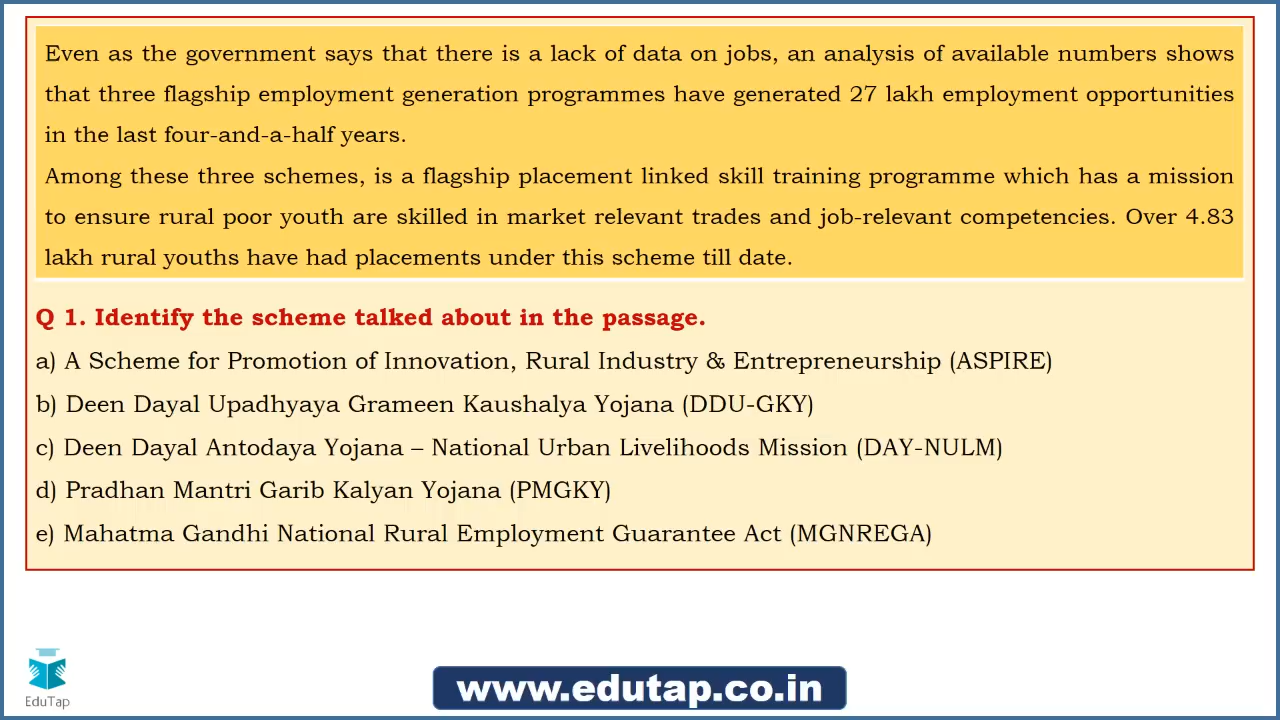 Even as the government says that there is a lack of data on jobs, an analysis of available numbers shows
that three flagship employment generation programmes have generated 27 lakh employment opportunities
in the last four-and-a-half years.
Among these three schemes, is a flagship placement linked skill training programme which has a mission
to ensure rural poor youth are skilled in market relevant trades and job-relevant competencies. Over 4.83
lakh rural youths have had placements under this scheme till date.
Q 1. Identify the scheme talked about in the passage.
a) A Scheme for Promotion of Innovation, Rural Industry & Entrepreneurship (ASPIRE)
b) Deen Dayal Upadhyaya Grameen Kaushalya Yojana (DDU-GKY)
c) Deen Dayal Antodaya Yojana – National Urban Livelihoods Mission (DAY-NULM)
d) Pradhan Mantri Garib Kalyan Yojana (PMGKY)
e) Mahatma Gandhi National Rural Employment Guarantee Act (MGNREGA)
EduTap
www.edutap.co.in